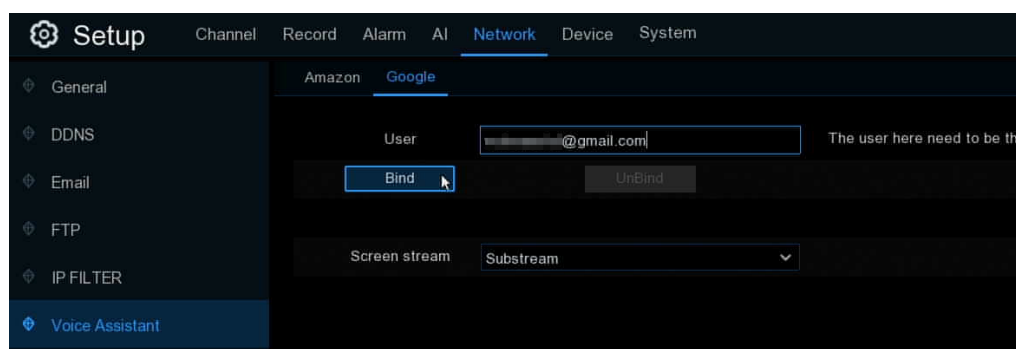 Setup Channel Record Alarm AI Network Device System
General
Amazon Google
DDNS
User @gmail.com The user here need to be th
Email
Bind UnBind
FTP
Screen stream Substream
IP FILTER
Voice Assistant